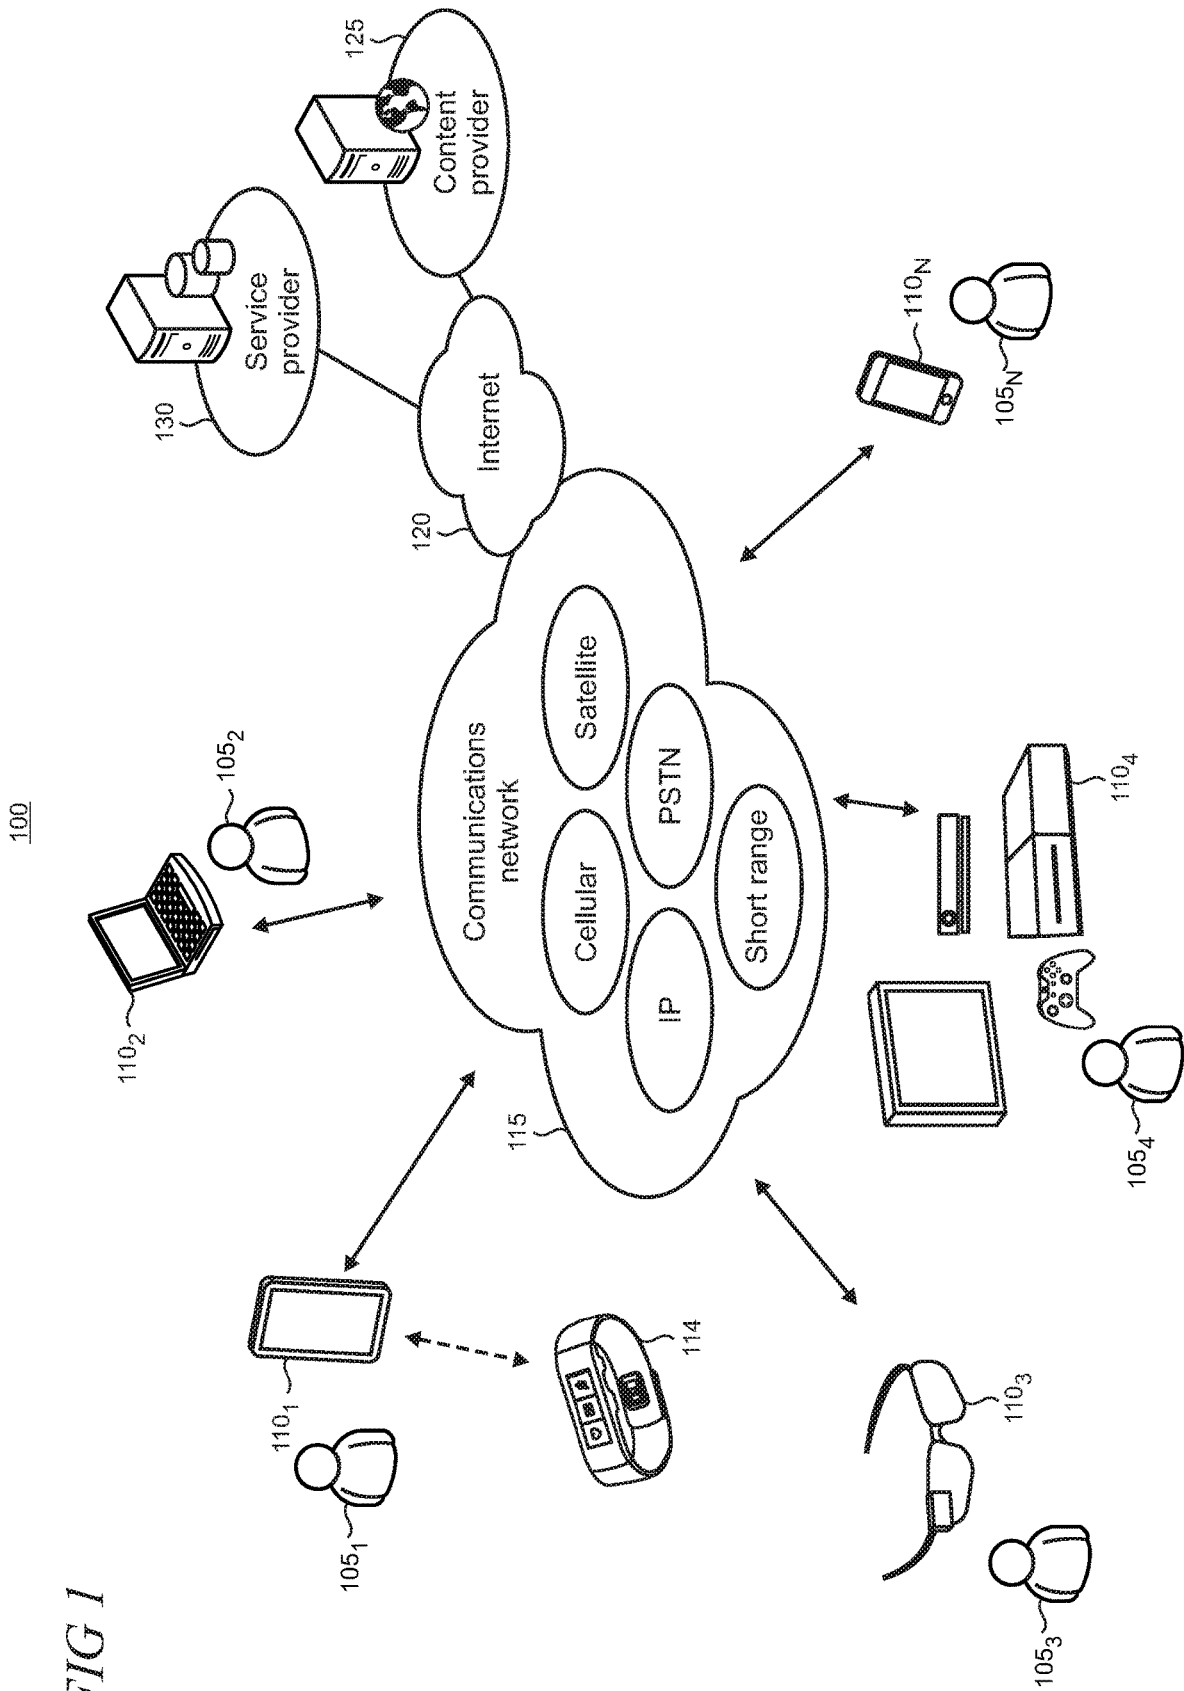 FIG 1
100
110₂
105₂
130
Service
provider
125
Content
provider
110₁
105₁
120
Internet
Communications
network
115
Cellular
Satellite
IP
PSTN
Short range
114
110N
105N
110₃
105₃
110₄
105₄